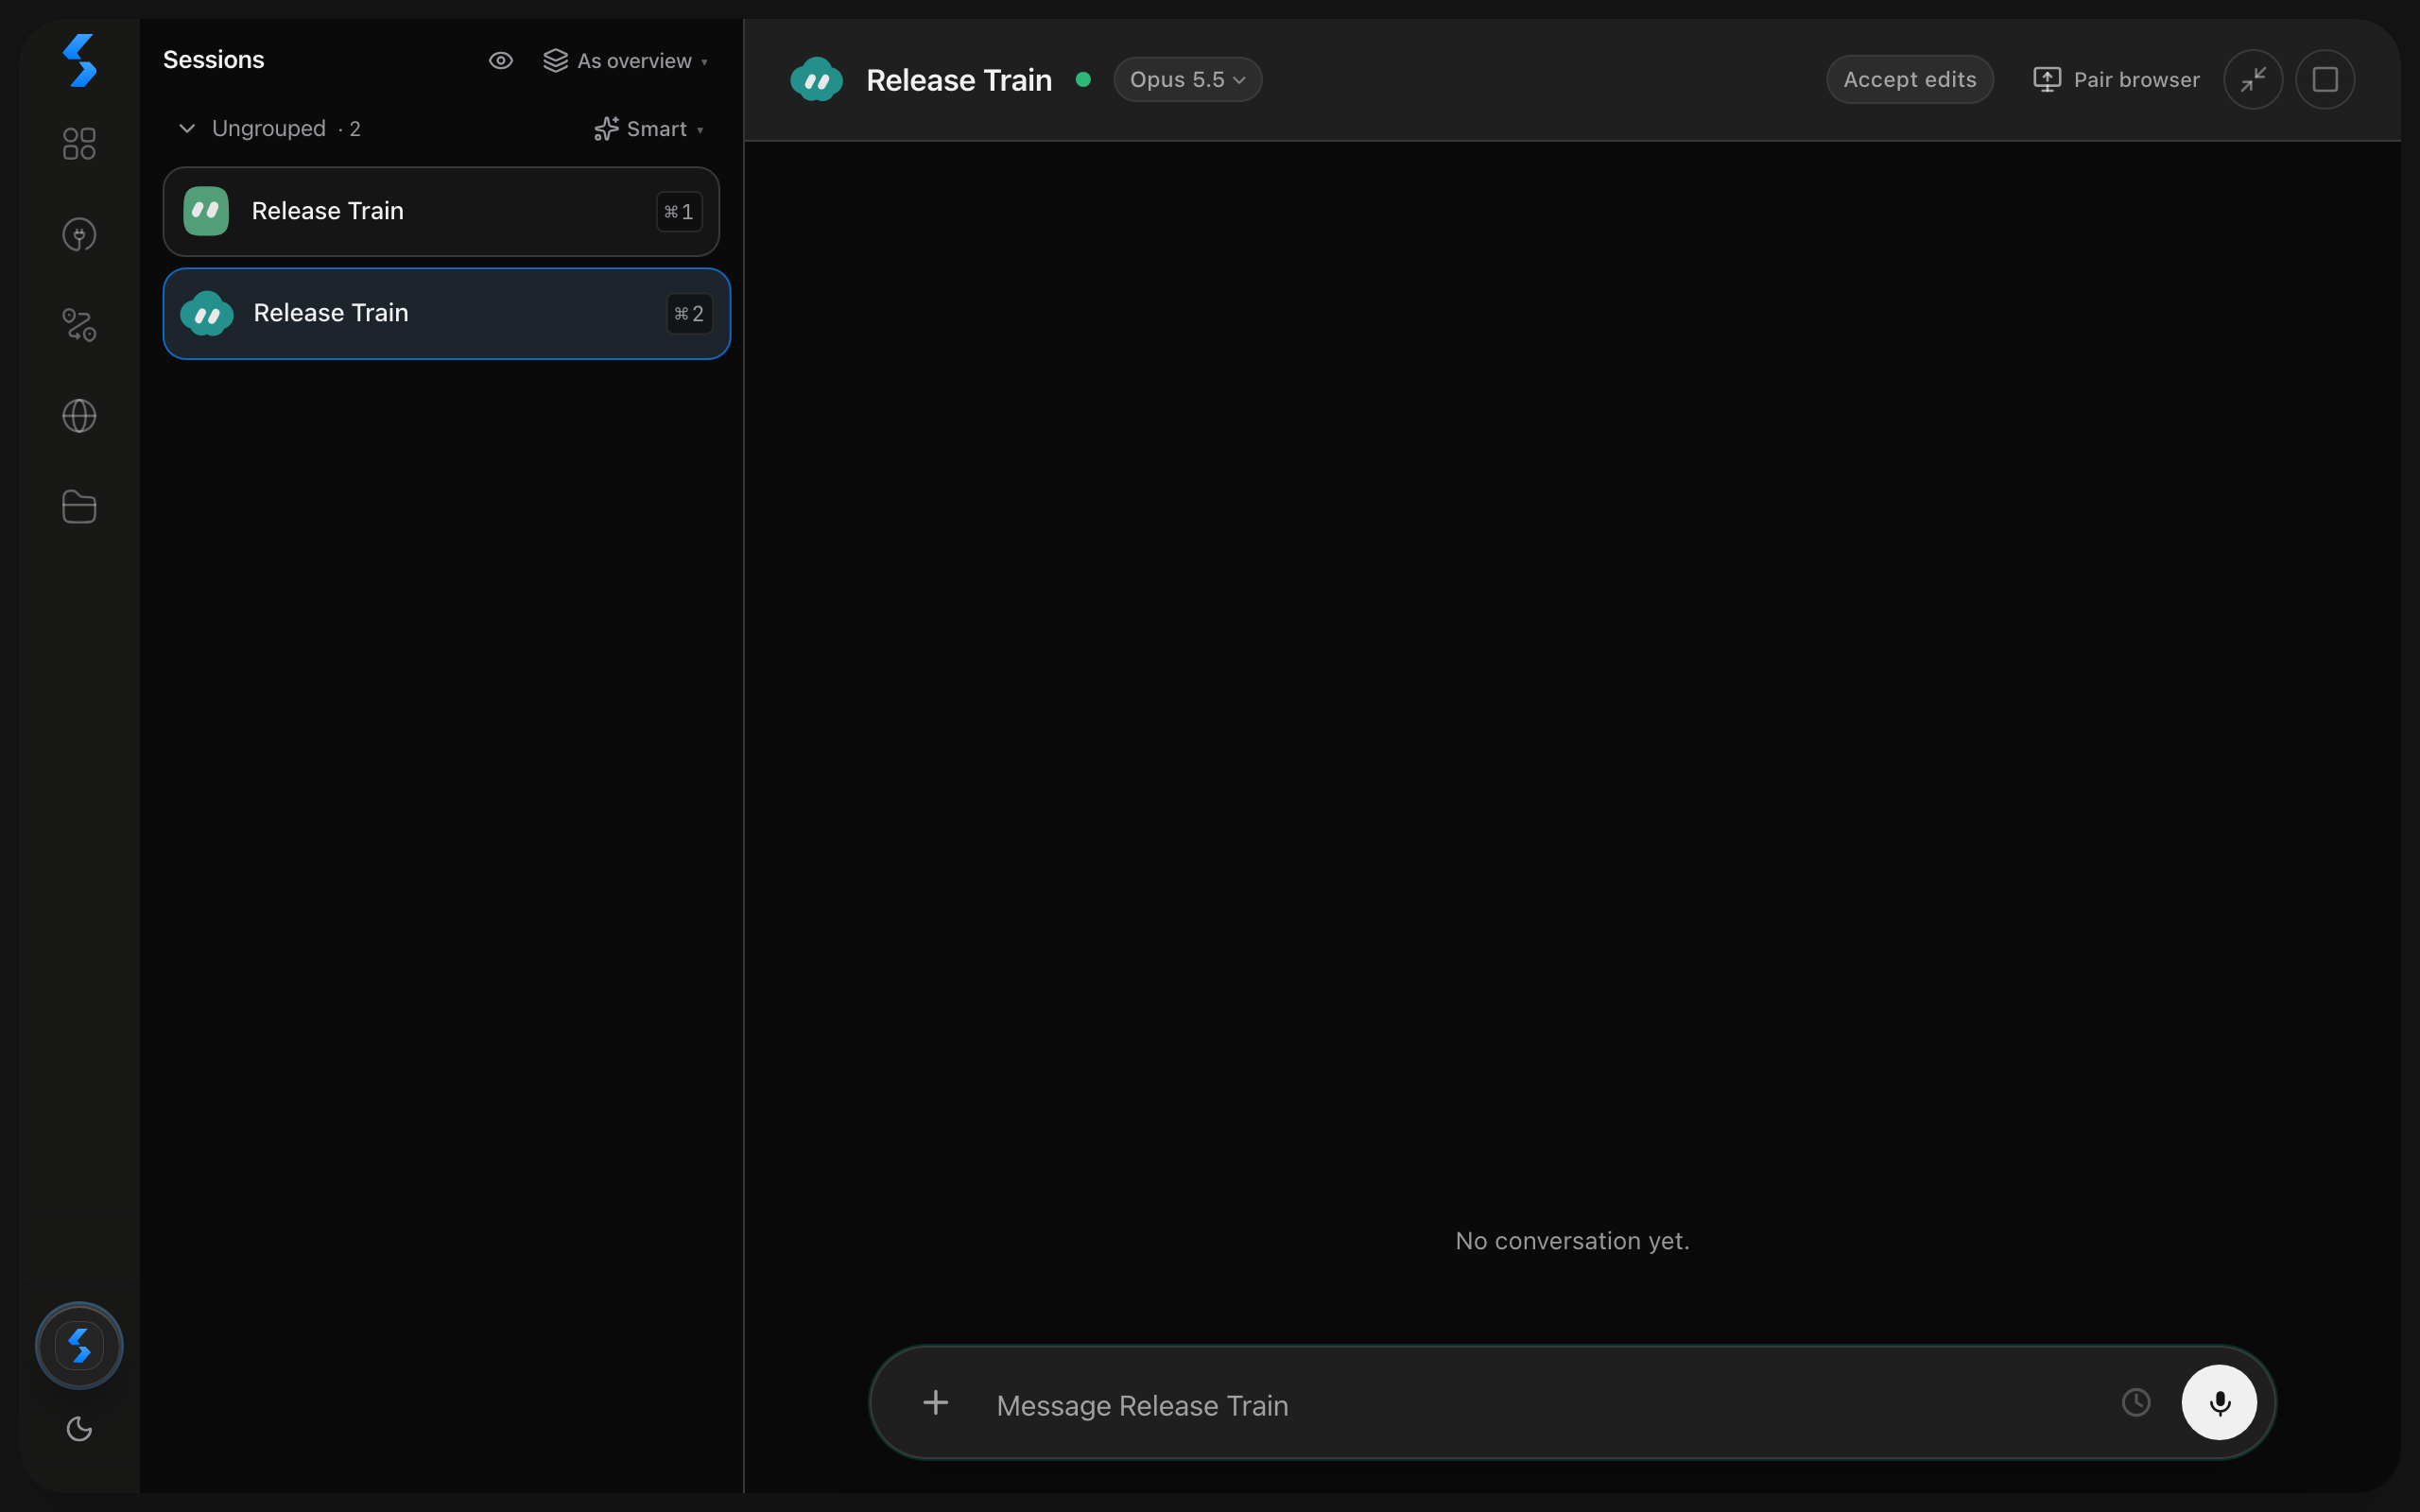 Sessions
As overview
Ungrouped · 2
Smart
Release Train
⌘1
Release Train
⌘2
Release Train
Opus 5.5
Accept edits
Pair browser
No conversation yet.
Message Release Train